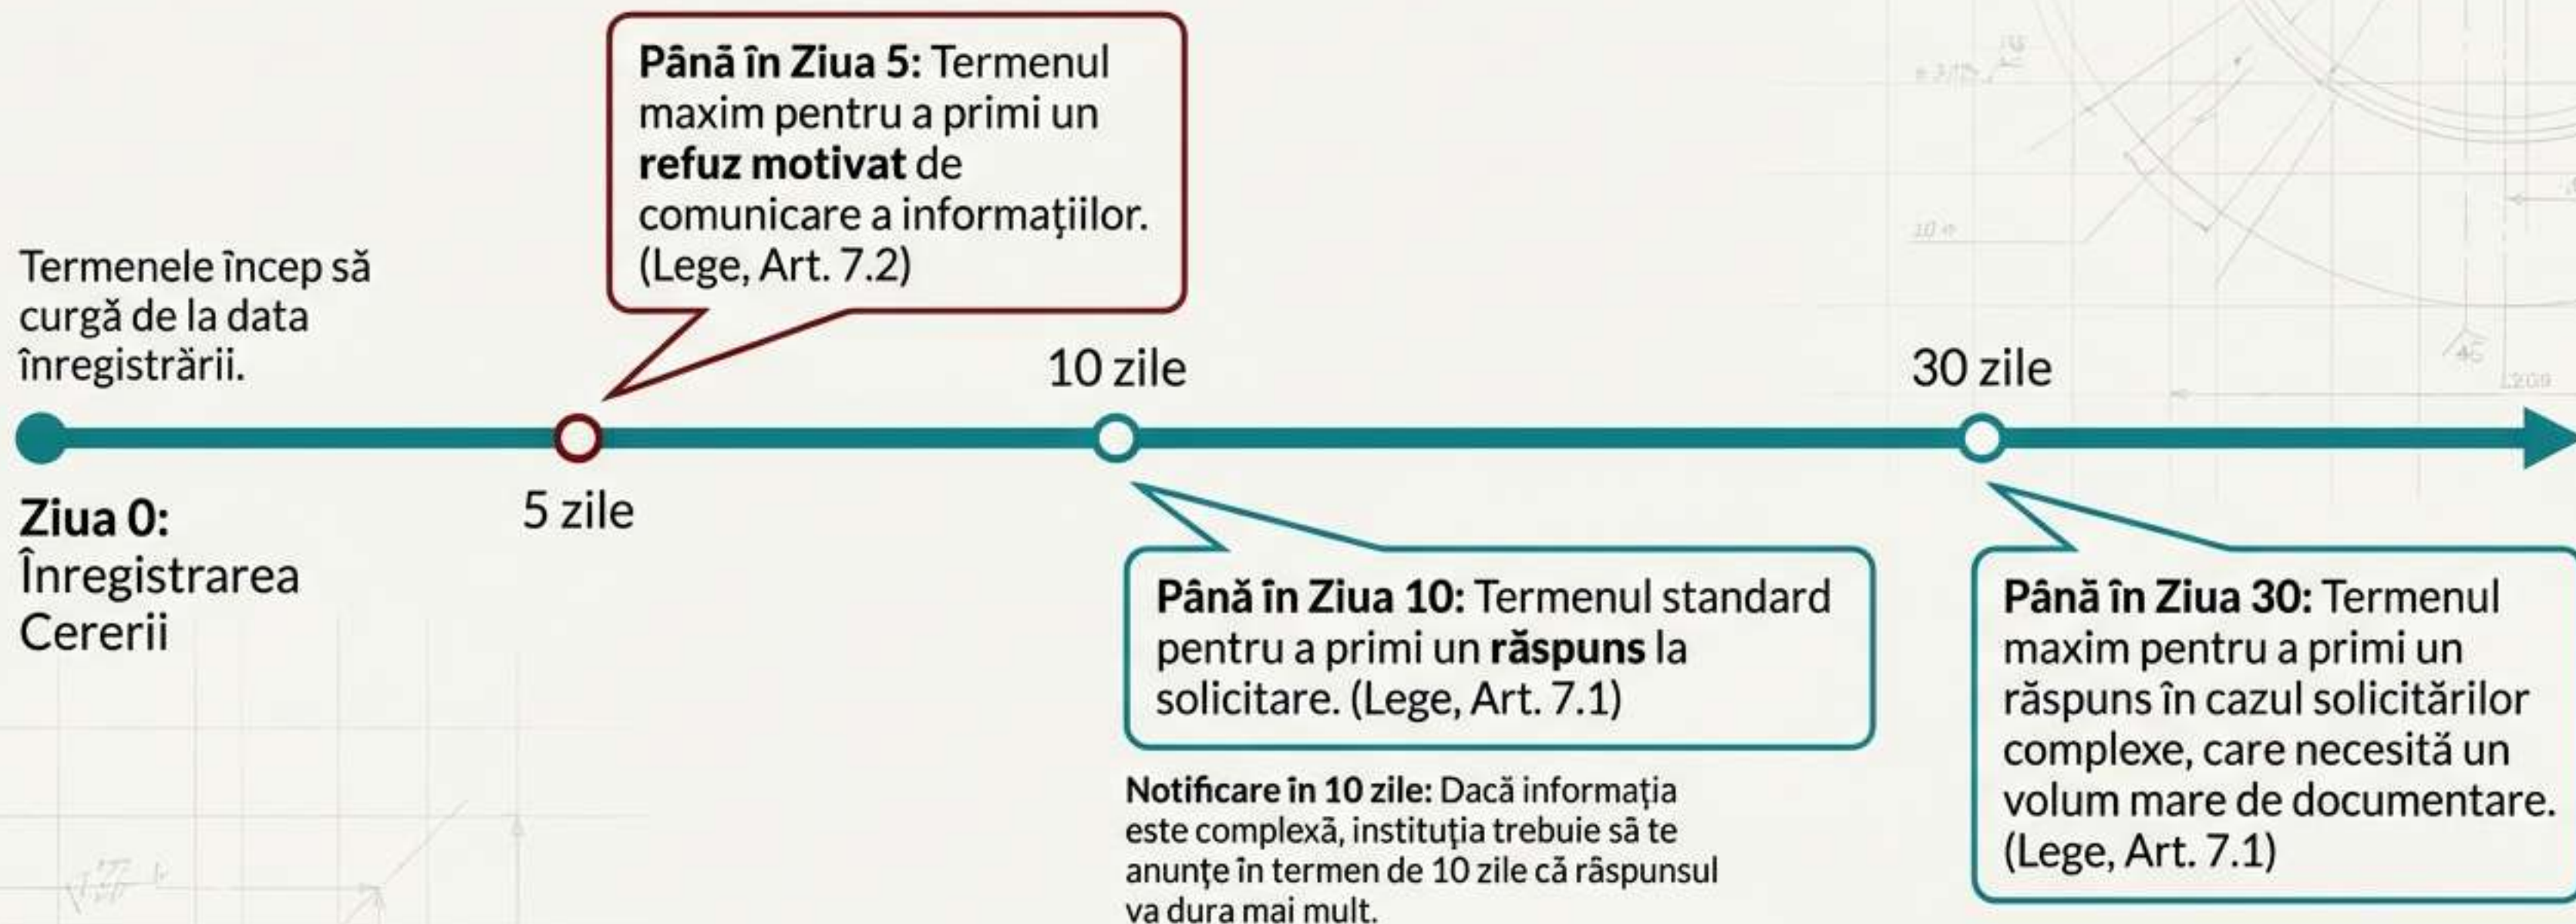 Până în Ziua 5: Termenul
maxim pentru a primi un
refuz motivat de
comunicare a informațiilor.
(Lege, Art. 7.2)
Termenele încep să
curgă de la data
înregistrării.
10 zile
30 zile
Ziua 0:
Înregistrarea
Cererii
5 zile
Până în Ziua 10: Termenul standard
pentru a primi un răspuns la
solicitare. (Lege, Art. 7.1)
Notificare în 10 zile: Dacă informația
este complexă, instituția trebuie să te
anunțe în termen de 10 zile că răspunsul
va dura mai mult.
Până în Ziua 30: Termenul
maxim pentru a primi un
răspuns în cazul solicitărilor
complexe, care necesită un
volum mare de documentare.
(Lege, Art. 7.1)